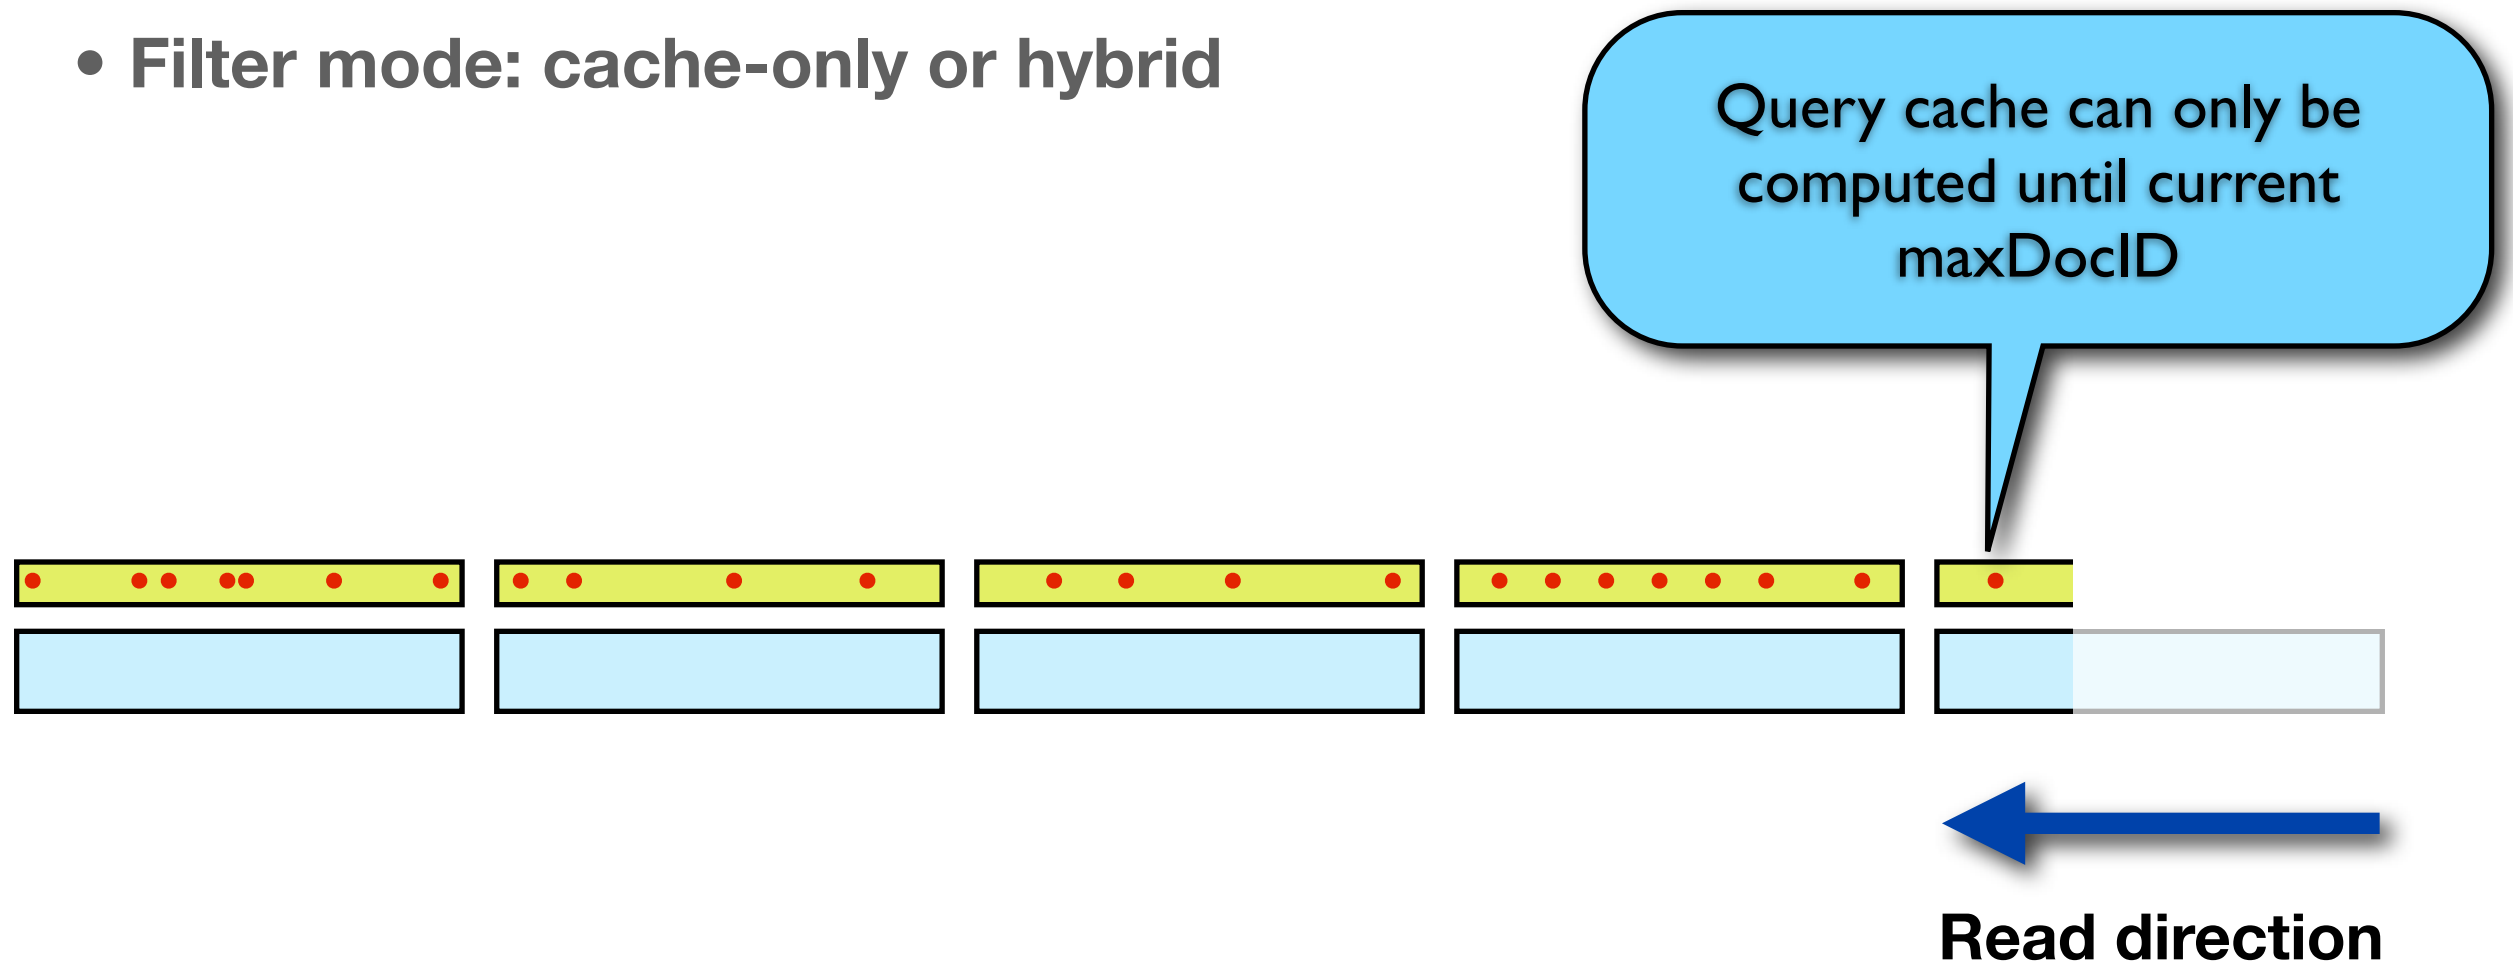 • Filter mode: cache-only or hybrid
Query cache can only be
computed until current
maxDocID
Read direction